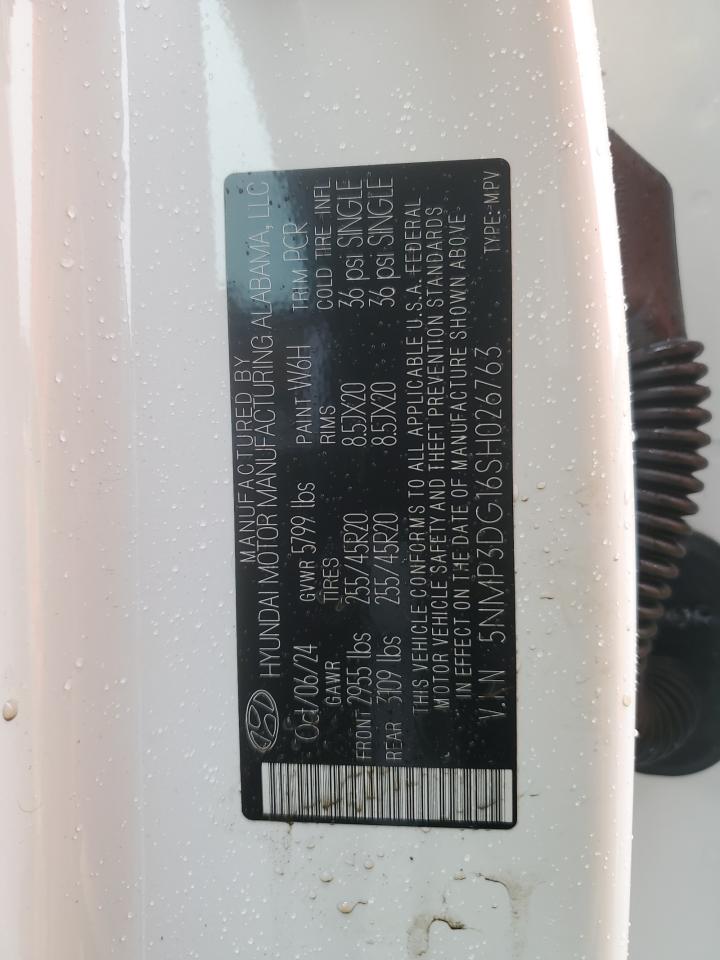 MANUFACTURED BY
HYUNDAI MOTOR MANUFACTURING ALABAMA, LLC
Oct/06/24 GVWR 5799 lbs PAINT W6H TRIM PCR
GAWR TIRES RIMS COLD TIRE INFL
FRONT 2955 lbs 255/45R20 8.5JX20 36 psi SINGLE
REAR 3109 lbs 255/45R20 8.5JX20 36 psi SINGLE
THIS VEHICLE CONFORMS TO ALL APPLICABLE U.S.A. FEDERAL
MOTOR VEHICLE SAFETY AND THEFT PREVENTION STANDARDS
IN EFFECT ON THE DATE OF MANUFACTURE SHOWN ABOVE
V.I.N 5NMP3DG16SH026763 TYPE: MPV